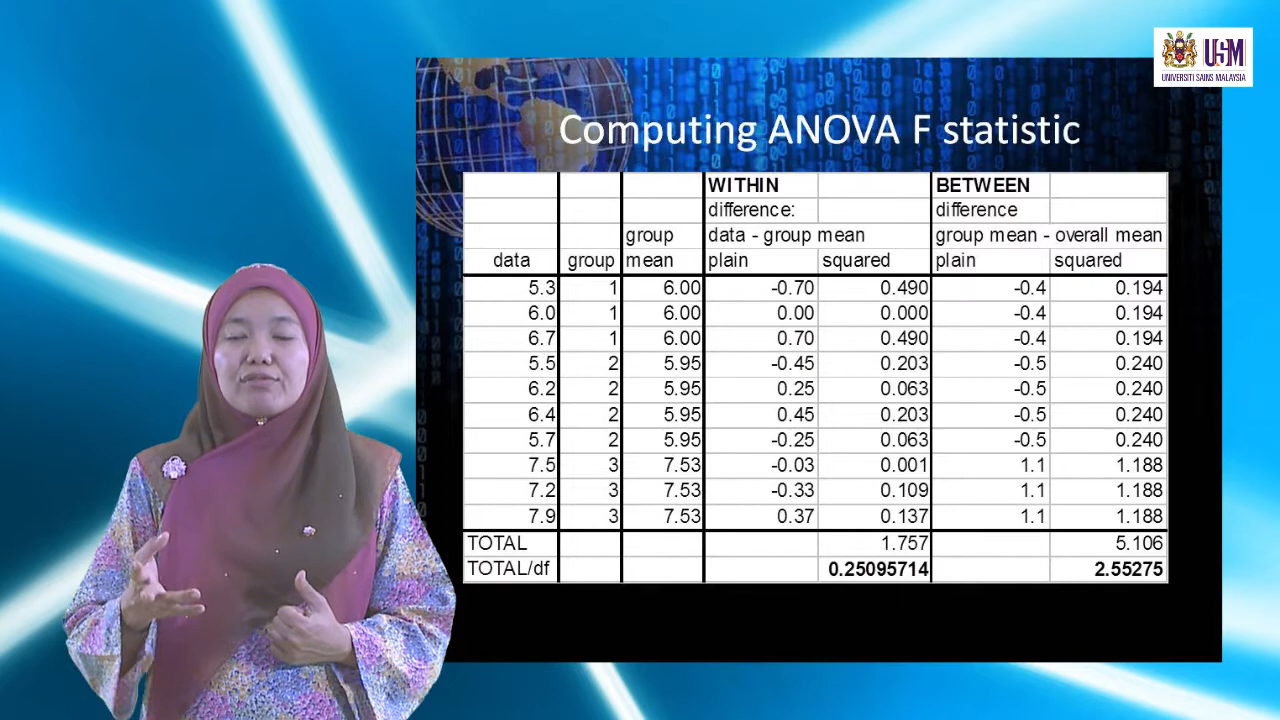 USM
UNIVERSITI SAINS MALAYSIA
Computing ANOVA F statistic
WITHIN BETWEEN
difference: difference
group data - group mean group mean - overall mean
data group mean plain squared plain squared
5.3 1 6.00 -0.70 0.490 -0.4 0.194
6.0 1 6.00 0.00 0.000 -0.4 0.194
6.7 1 6.00 0.70 0.490 -0.4 0.194
5.5 2 5.95 -0.45 0.203 -0.5 0.240
6.2 2 5.95 0.25 0.063 -0.5 0.240
6.4 2 5.95 0.45 0.203 -0.5 0.240
5.7 2 5.95 -0.25 0.063 -0.5 0.240
7.5 3 7.53 -0.03 0.001 1.1 1.188
7.2 3 7.53 -0.33 0.109 1.1 1.188
7.9 3 7.53 0.37 0.137 1.1 1.188
TOTAL 1.757 5.106
TOTAL/df 0.25095714 2.55275